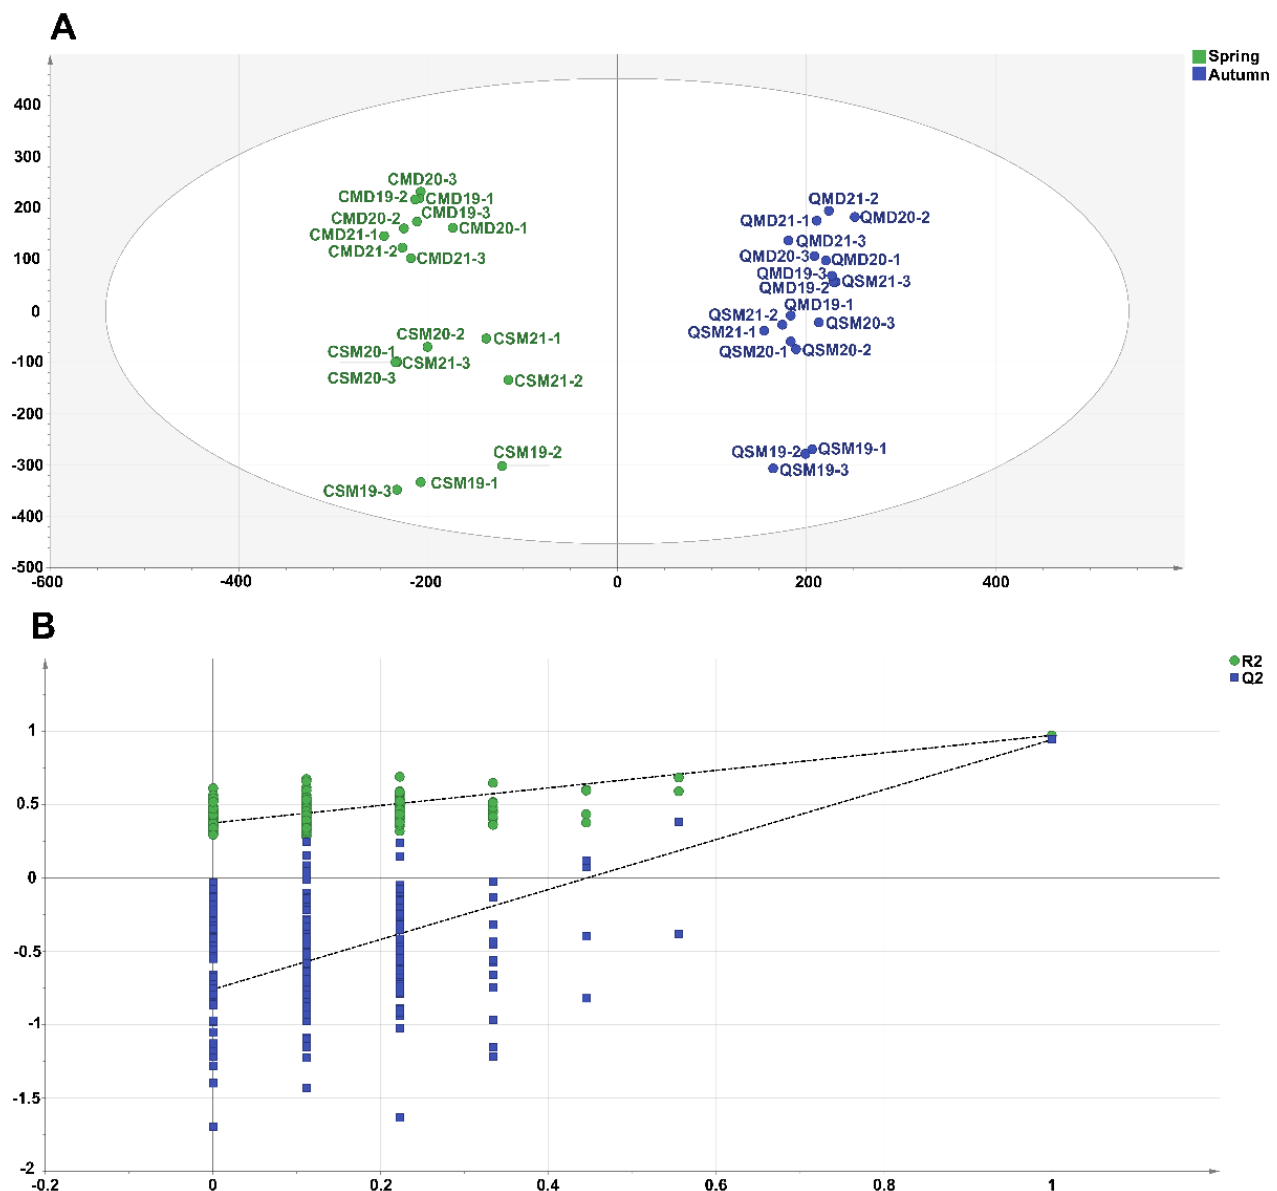 A
Spring
Autumn
400
300
200
100
0
-100
-200
-300
-400
-500
-600
-400
-200
0
200
400
CMD20-3
CMD19-2
CMD19-1
CMD19-3
CMD20-2
CMD20-1
CMD21-1
CMD21-2
CMD21-3
CSM20-2
CSM21-1
CSM20-1
CSM21-3
CSM20-3
CSM21-2
CSM19-2
CSM19-1
CSM19-3
QMD21-2
QMD20-2
QMD21-1
QMD21-3
QMD20-3
QMD20-1
QMD19-3
QSM21-3
QMD19-2
QMD19-1
QSM21-2
QSM20-3
QSM21-1
QSM20-1
QSM20-2
QSM19-1
QSM19-2
QSM19-3
B
R2
Q2
1
0.5
0
-0.5
-1
-1.5
-2
-0.2
0
0.2
0.4
0.6
0.8
1